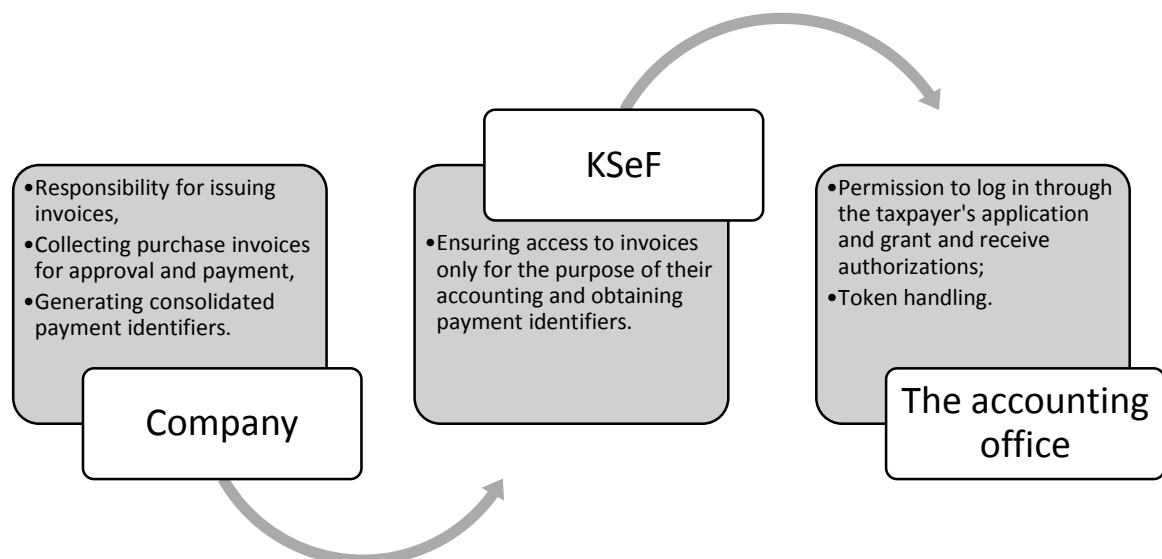 •Responsibility for issuing
invoices,
•Collecting purchase invoices
for approval and payment,
•Generating consolidated
payment identifiers.
Company
KSeF
•Ensuring access to invoices
only for the purpose of their
accounting and obtaining
payment identifiers.
•Permission to log in through
the taxpayer's application
and grant and receive
authorizations;
•Token handling.
The accounting
office